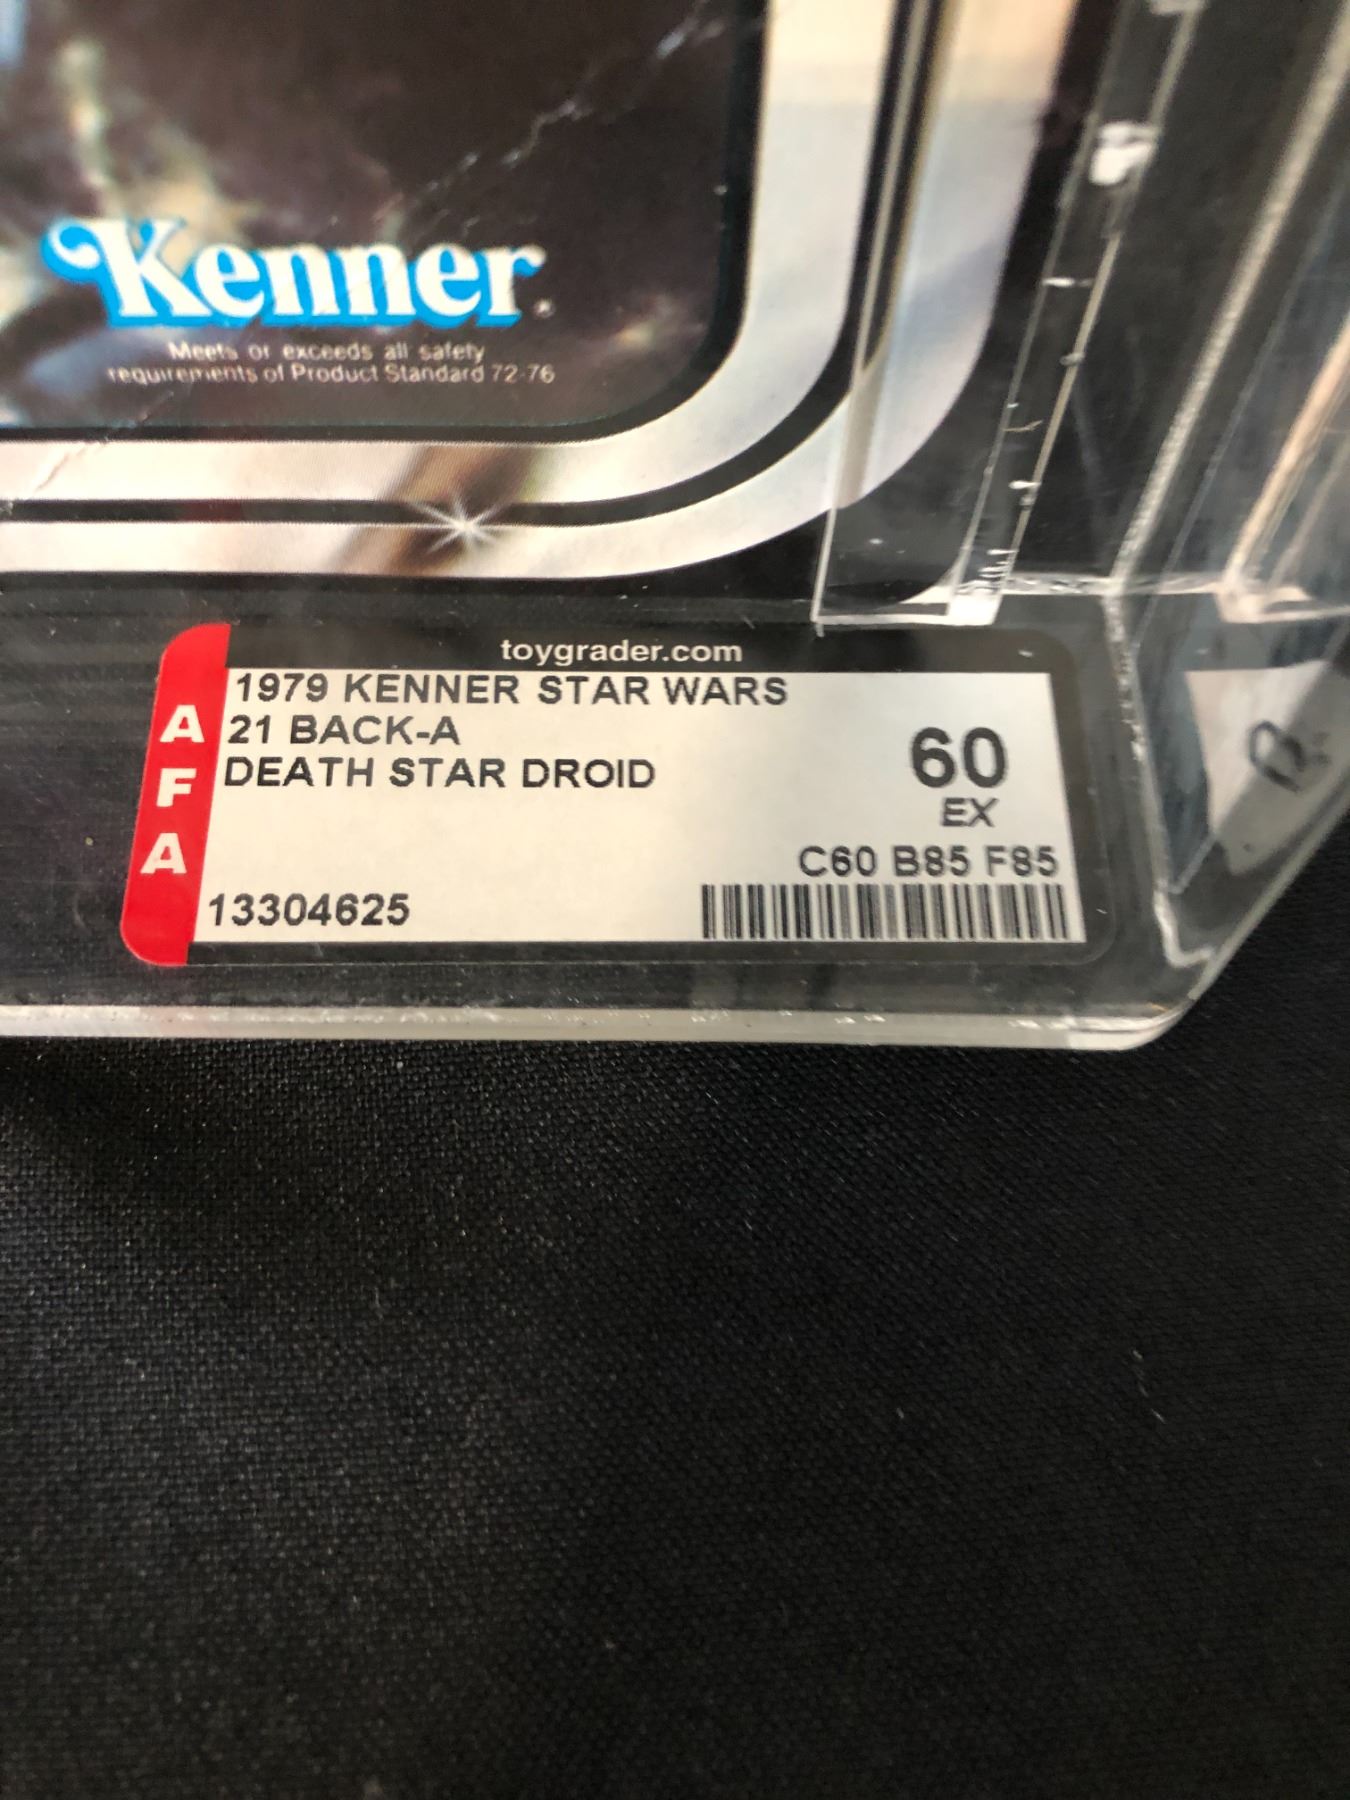 Kenner
Meets or exceeds all safety
requirements of Product Standard 72-76
toygrader.com
AFA
1979 KENNER STAR WARS
21 BACK-A
DEATH STAR DROID
60
EX
C60 B85 F85
13304625